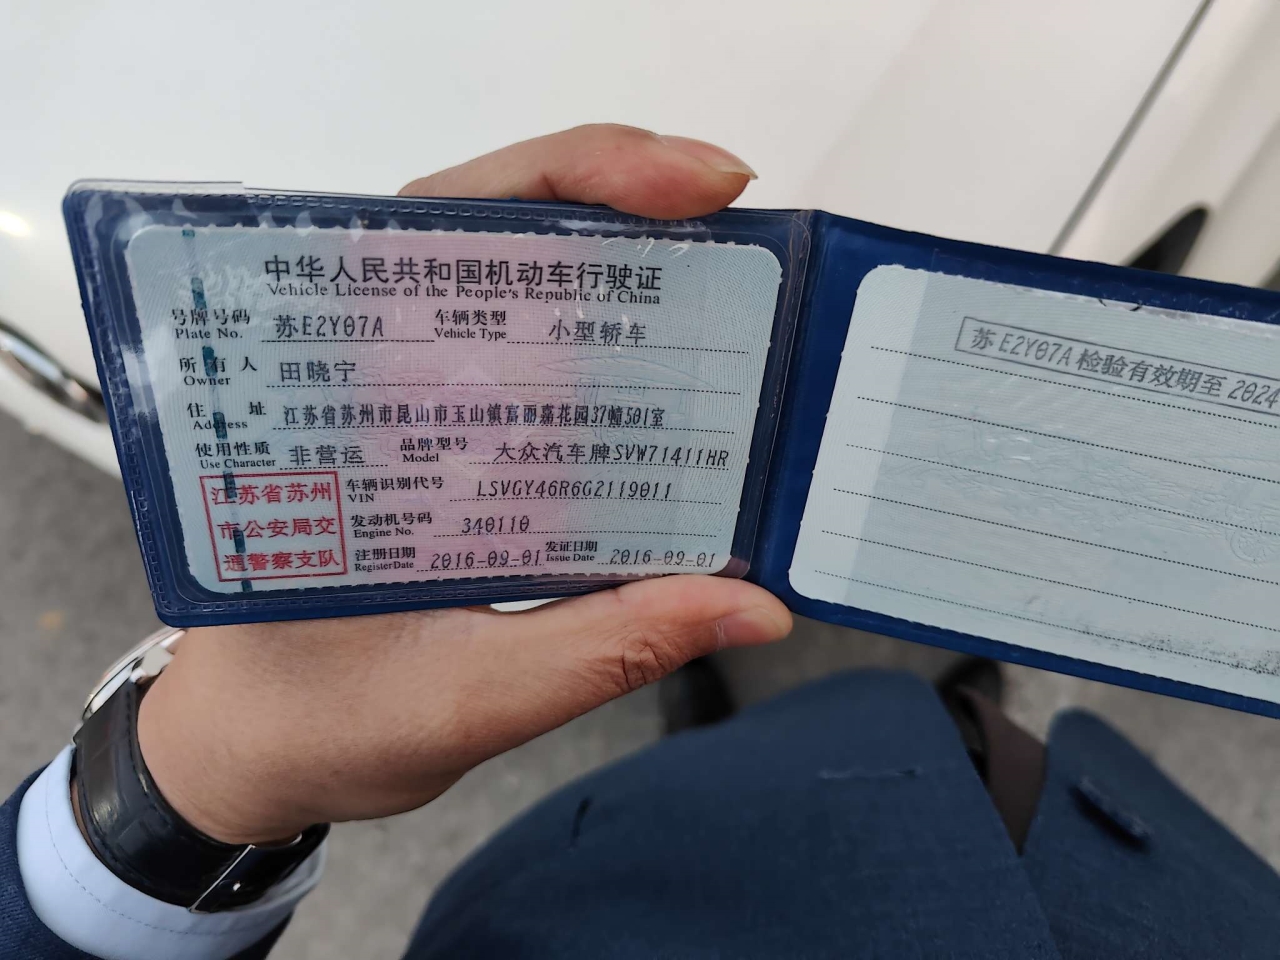 中华人民共和国机动车行驶证
Vehicle License of the People's Republic of China
号牌号码 苏E2Y07A 车辆类型 小型轿车
Plate No. Vehicle Type
所有人 田晓宁
Owner
住址 江苏省苏州市昆山市玉山镇富丽嘉花园37幢501室
Address
使用性质 非营运 品牌型号 大众汽车牌SVW71411HR
Use Character Model
江苏省苏州
市公安局交
通警察支队
车辆识别代号 LSVGY46R6G2119011
VIN
发动机号码 340110
Engine No.
注册日期 2016-09-01 发证日期 2016-09-01
Register Date Issue Date
苏E2Y07A 检验有效期至 2024